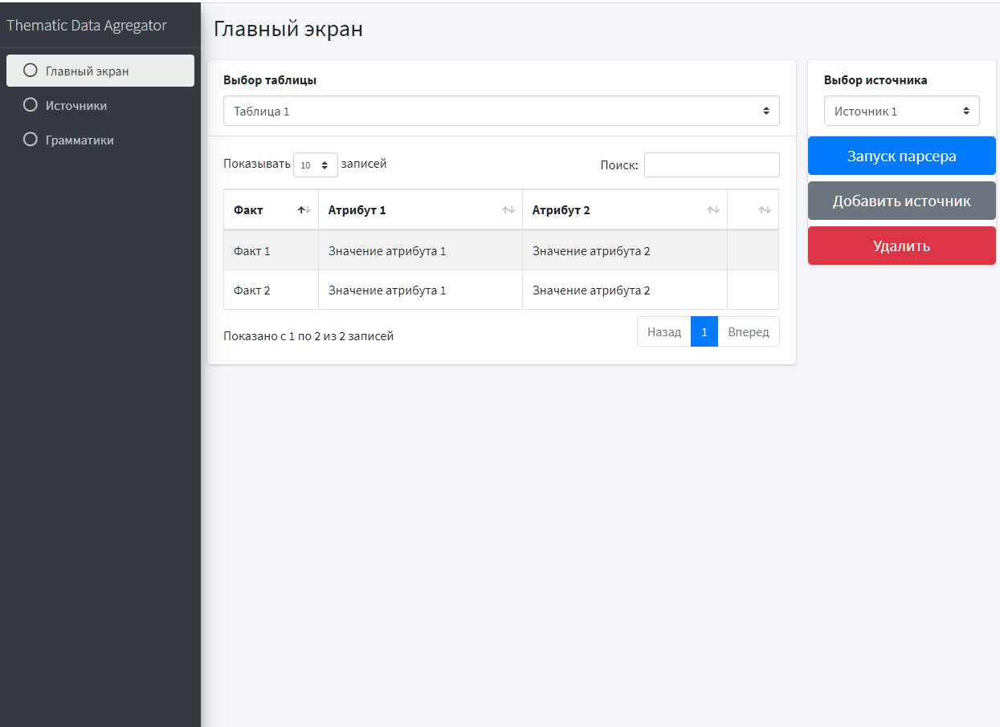 Thematic Data Agregator
Главный экран
Источники
Грамматики
Главный экран
Выбор таблицы
Таблица 1
Показывать 10 записей
Поиск:
Факт Атрибут 1 Атрибут 2
Факт 1 Значение атрибута 1 Значение атрибута 2
Факт 2 Значение атрибута 1 Значение атрибута 2
Показано с 1 по 2 из 2 записей
Назад 1 Вперед
Выбор источника
Источник 1
Запуск парсера
Добавить источник
Удалить